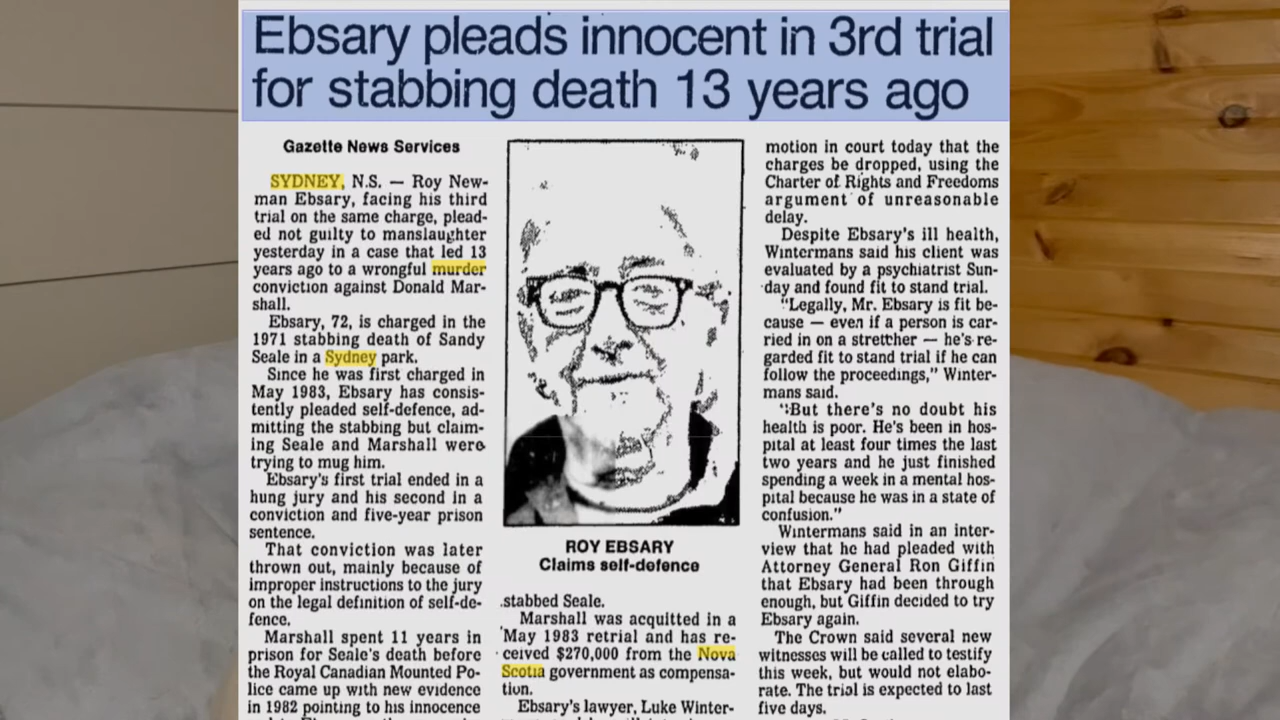 Ebsary pleads innocent in 3rd trial
for stabbing death 13 years ago
Gazette News Services
SYDNEY, N.S. — Roy New-
man Ebsary, facing his third
trial on the same charge, plead-
ed not guilty to manslaughter
yesterday in a case that led 13
years ago to a wrongful murder
conviction against Donald Mar-
shall.
Ebsary, 72, is charged in the
1971 stabbing death of Sandy
Seale in a Sydney park.
Since he was first charged in
May 1983, Ebsary has consis-
tently pleaded self-defence, ad-
mitting the stabbing but claim-
ing Seale and Marshall were
trying to mug him.
Ebsary's first trial ended in a
hung jury and his second in a
conviction and five-year prison
sentence.
That conviction was later
thrown out, mainly because of
improper instructions to the jury
on the legal definition of self-de-
fence.
Marshall spent 11 years in
prison for Seale's death before
the Royal Canadian Mounted Po-
lice came up with new evidence
in 1982 pointing to his innocence
ROY EBSARY
Claims self-defence
stabbed Seale.
Marshall was acquitted in a
May 1983 retrial and has re-
ceived $270,000 from the Nova
Scotia government as compensa-
tion.
Ebsary's lawyer, Luke Winter-
motion in court today that the
charges be dropped, using the
Charter of Rights and Freedoms
argument of unreasonable
delay.
Despite Ebsary's ill health,
Wintermans said his client was
evaluated by a psychiatrist Sun-
day and found fit to stand trial.
"Legally, Mr. Ebsary is fit be-
cause — even if a person is car-
ried in on a stretcher — he's re-
garded fit to stand trial if he can
follow the proceedings," Winter-
mans said.
"But there's no doubt his
health is poor. He's been in hos-
pital at least four times the last
two years and he just finished
spending a week in a mental hos-
pital because he was in a state of
confusion."
Wintermans said in an inter-
view that he had pleaded with
Attorney General Ron Giffin
that Ebsary had been through
enough, but Giffin decided to try
Ebsary again.
The Crown said several new
witnesses will be called to testify
this week, but would not elabo-
rate. The trial is expected to last
five days.